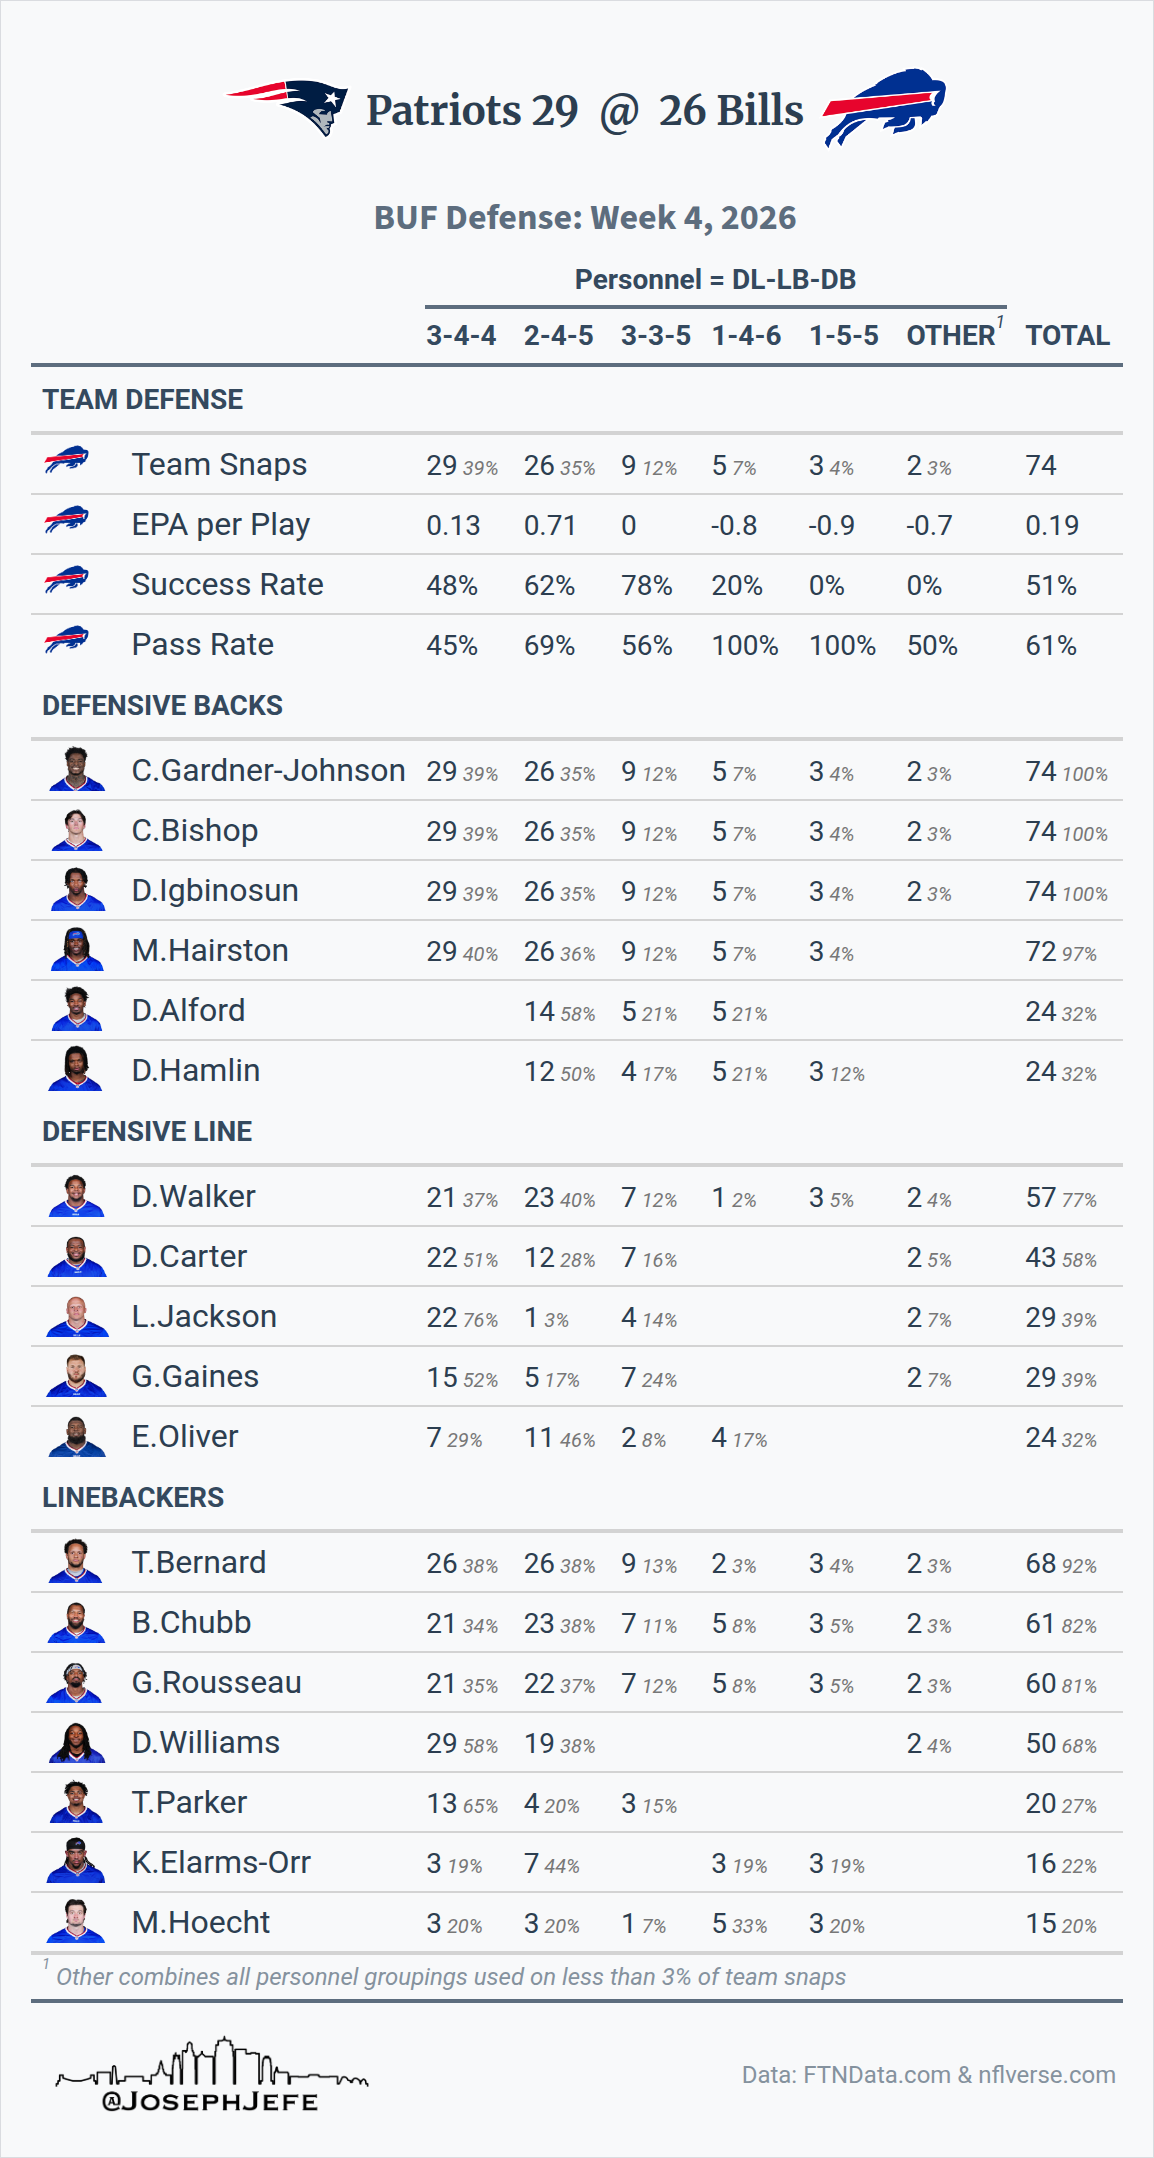 Patriots 29 @ 26 Bills
BUF Defense: Week 4, 2026
Personnel = DL-LB-DB
3-4-4 2-4-5 3-3-5 1-4-6 1-5-5 OTHER1 TOTAL
TEAM DEFENSE
Team Snaps 29 39% 26 35% 9 12% 5 7% 3 4% 2 3% 74
EPA per Play 0.13 0.71 0 -0.8 -0.9 -0.7 0.19
Success Rate 48% 62% 78% 20% 0% 0% 51%
Pass Rate 45% 69% 56% 100% 100% 50% 61%
DEFENSIVE BACKS
C.Gardner-Johnson 29 39% 26 35% 9 12% 5 7% 3 4% 2 3% 74 100%
C.Bishop 29 39% 26 35% 9 12% 5 7% 3 4% 2 3% 74 100%
D.Igbinosun 29 39% 26 35% 9 12% 5 7% 3 4% 2 3% 74 100%
M.Hairston 29 40% 26 36% 9 12% 5 7% 3 4% 72 97%
D.Alford 14 58% 5 21% 5 21% 24 32%
D.Hamlin 12 50% 4 17% 5 21% 3 12% 24 32%
DEFENSIVE LINE
D.Walker 21 37% 23 40% 7 12% 1 2% 3 5% 2 4% 57 77%
D.Carter 22 51% 12 28% 7 16% 2 5% 43 58%
L.Jackson 22 76% 1 3% 4 14% 2 7% 29 39%
G.Gaines 15 52% 5 17% 7 24% 2 7% 29 39%
E.Oliver 7 29% 11 46% 2 8% 4 17% 24 32%
LINEBACKERS
T.Bernard 26 38% 26 38% 9 13% 2 3% 3 4% 2 3% 68 92%
B.Chubb 21 34% 23 38% 7 11% 5 8% 3 5% 2 3% 61 82%
G.Rousseau 21 35% 22 37% 7 12% 5 8% 3 5% 2 3% 60 81%
D.Williams 29 58% 19 38% 2 4% 50 68%
T.Parker 13 65% 4 20% 3 15% 20 27%
K.Elarms-Orr 3 19% 7 44% 3 19% 3 19% 16 22%
M.Hoecht 3 20% 3 20% 1 7% 5 33% 3 20% 15 20%
1 Other combines all personnel groupings used on less than 3% of team snaps
@JosephJefe
Data: FTNData.com & nflverse.com